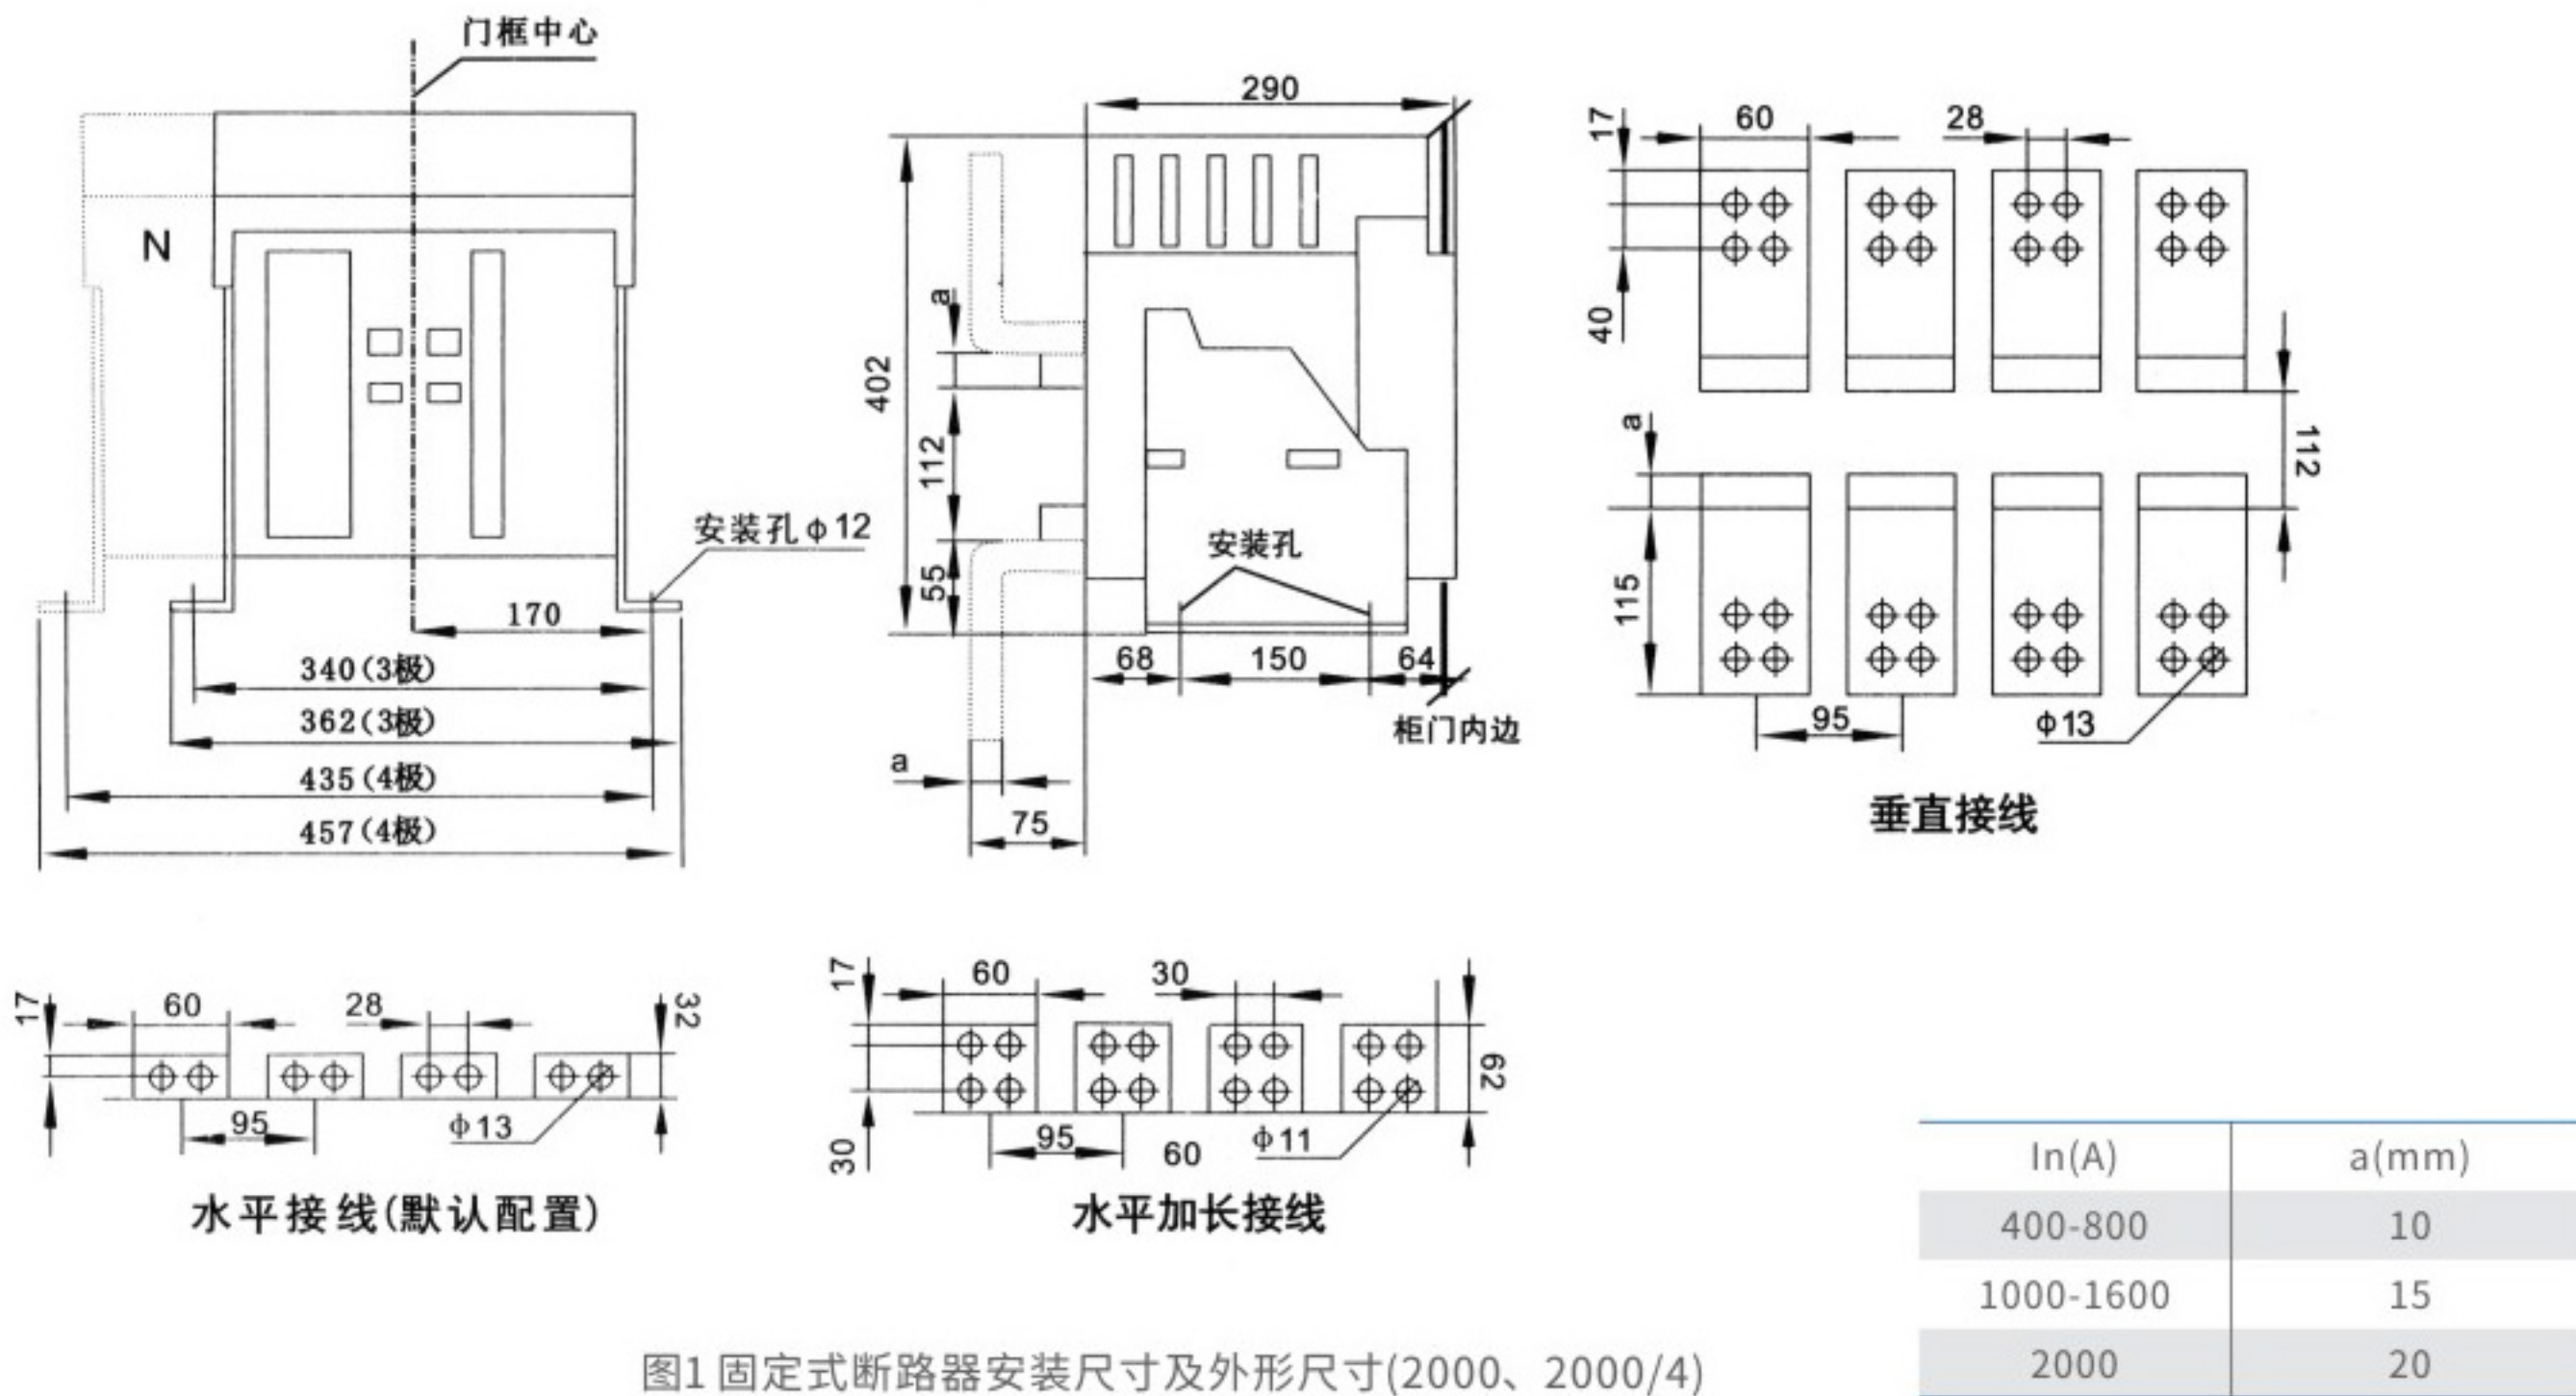 门框中心
N
安装孔ϕ12
170
340(3极)
362(3极)
435(4极)
457(4极)
290
402
a
112
55
安装孔
68
150
64
柜门内边
a
75
17
60
28
40
a
112
115
95
ϕ13
垂直接线
17
60
28
32
95
ϕ13
水平接线(默认配置)
17
60
30
62
30
95
60
ϕ11
水平加长接线
In(A) a(mm)
400-800 10
1000-1600 15
2000 20
图1 固定式断路器安装尺寸及外形尺寸(2000、2000/4)